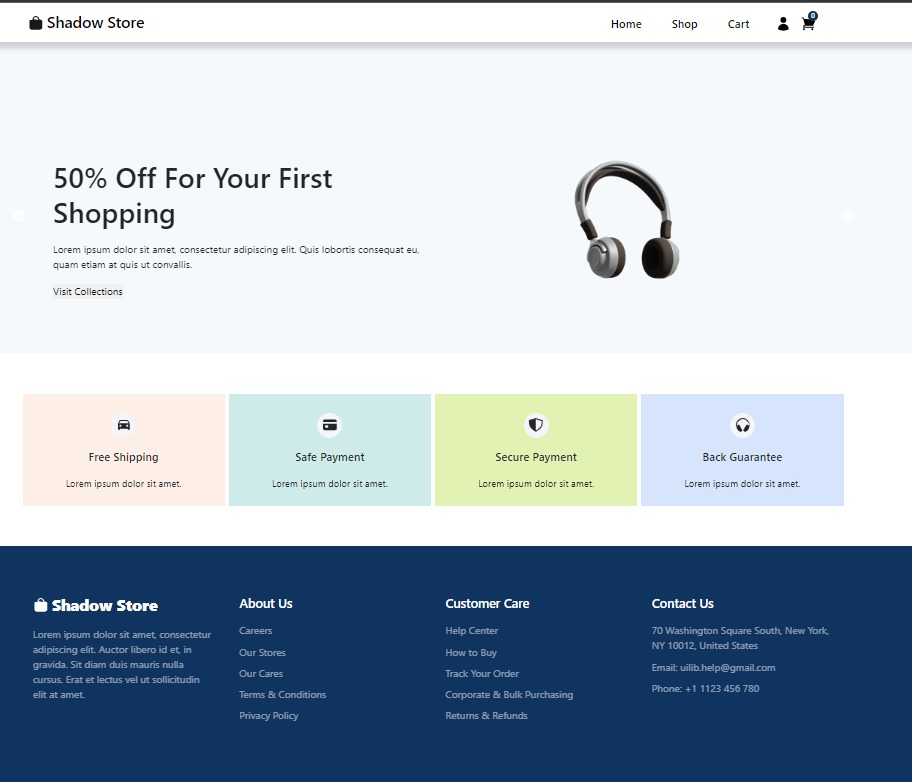 Shadow Store
Home
Shop
Cart
0
50% Off For Your First
Shopping
Lorem ipsum dolor sit amet, consectetur adipiscing elit. Quis lobortis consequat eu,
quam etiam at quis ut convallis.
Visit Collections
Free Shipping
Lorem ipsum dolor sit amet.
Safe Payment
Lorem ipsum dolor sit amet.
Secure Payment
Lorem ipsum dolor sit amet.
Back Guarantee
Lorem ipsum dolor sit amet.
Shadow Store
Lorem ipsum dolor sit amet, consectetur
adipiscing elit. Auctor libero id et, in
gravida. Sit diam duis mauris nulla
cursus. Erat et lectus vel ut sollicitudin
elit at amet.
About Us
Careers
Our Stores
Our Cares
Terms & Conditions
Privacy Policy
Customer Care
Help Center
How to Buy
Track Your Order
Corporate & Bulk Purchasing
Returns & Refunds
Contact Us
70 Washington Square South, New York,
NY 10012, United States
Email: uilib.help@gmail.com
Phone: +1 1123 456 780